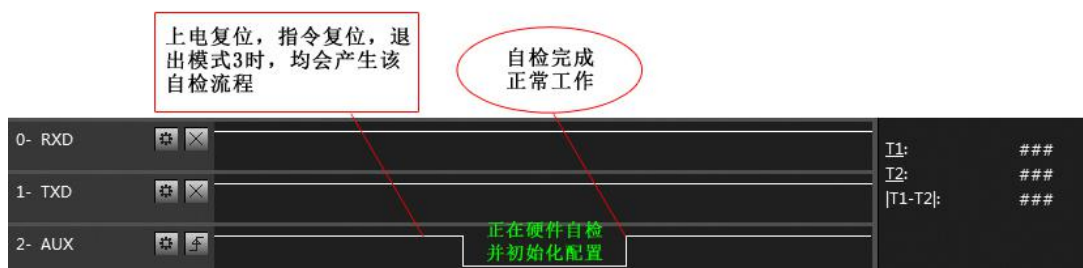 上电复位，指令复位，退
出模式3时，均会产生该
自检流程
自检完成
正常工作
0- RXD
1- TXD
2- AUX
正在硬件自检
并初始化配置
T1: ###
T2: ###
|T1-T2|: ###